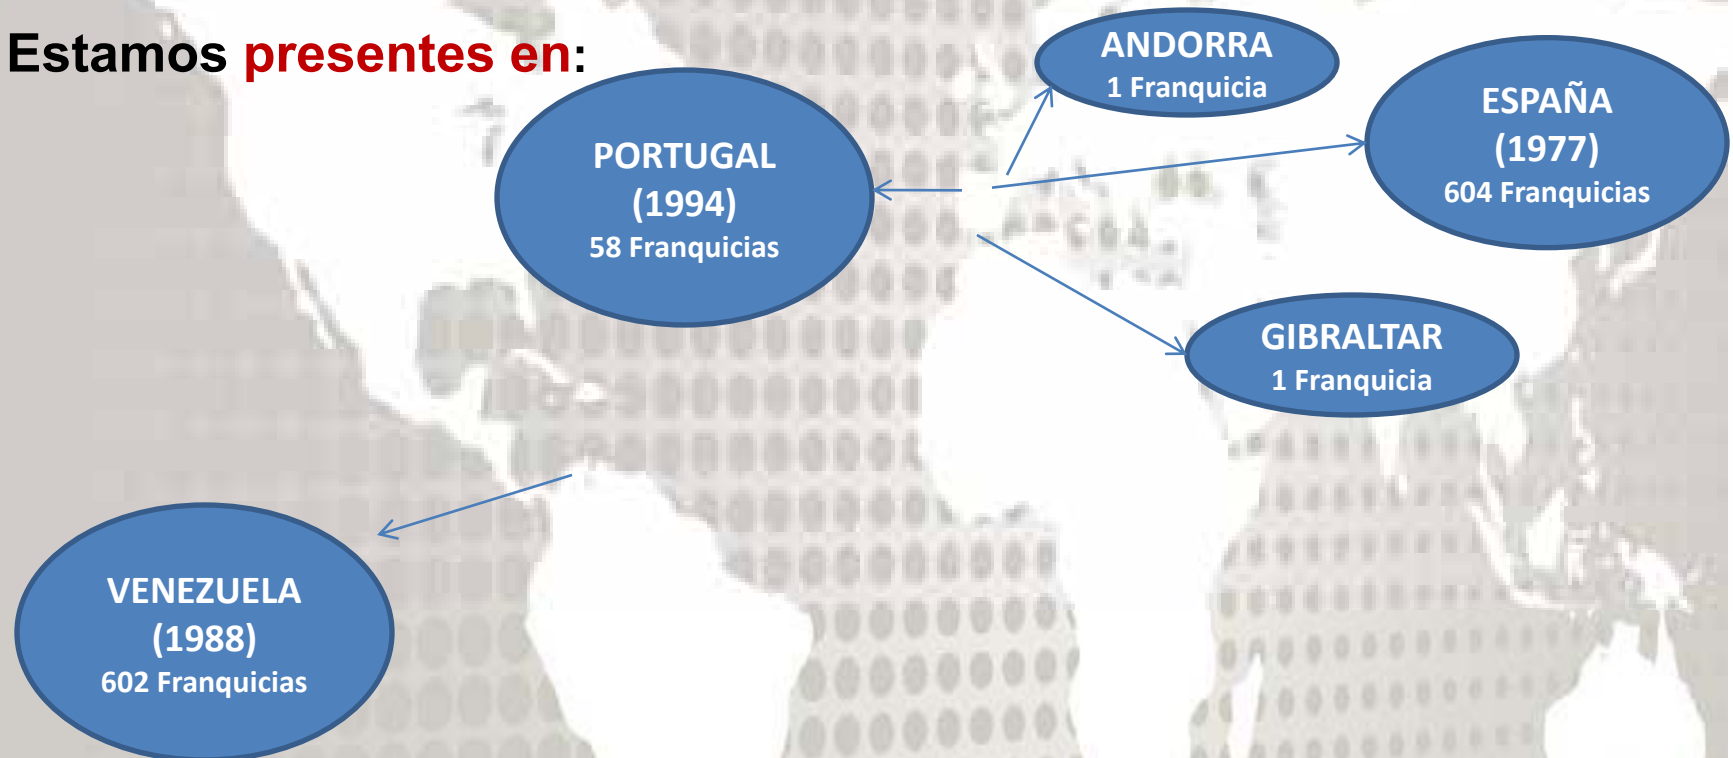 Estamos presentes en:
ANDORRA
1 Franquicia
ESPAÑA
(1977)
604 Franquicias
PORTUGAL
(1994)
58 Franquicias
GIBRALTAR
1 Franquicia
VENEZUELA
(1988)
602 Franquicias